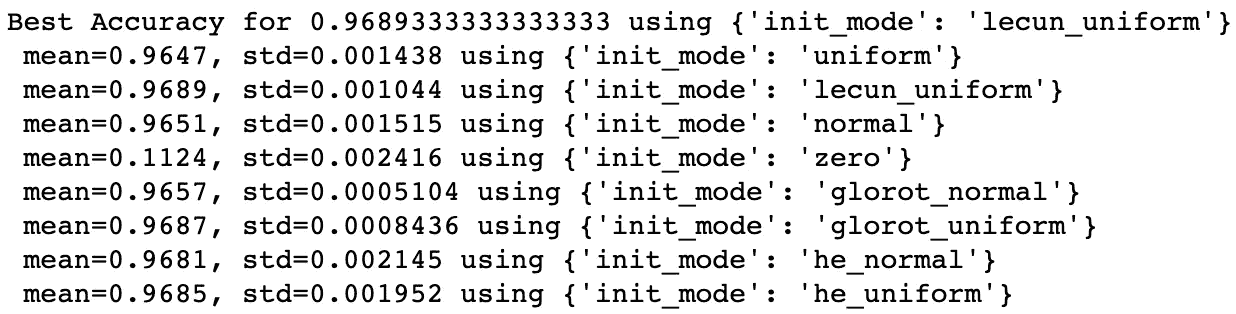 Best Accuracy for 0.9689333333333333 using {'init_mode': 'lecun_uniform'}
mean=0.9647, std=0.001438 using {'init_mode': 'uniform'}
mean=0.9689, std=0.001044 using {'init_mode': 'lecun_uniform'}
mean=0.9651, std=0.001515 using {'init_mode': 'normal'}
mean=0.1124, std=0.002416 using {'init_mode': 'zero'}
mean=0.9657, std=0.0005104 using {'init_mode': 'glorot_normal'}
mean=0.9687, std=0.0008436 using {'init_mode': 'glorot_uniform'}
mean=0.9681, std=0.002145 using {'init_mode': 'he_normal'}
mean=0.9685, std=0.001952 using {'init_mode': 'he_uniform'}